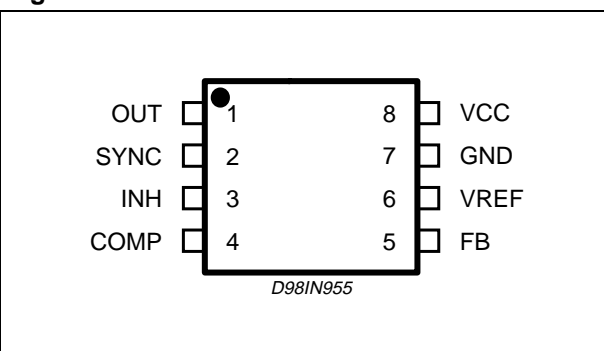 OUT 1 8 VCC
SYNC 2 7 GND
INH 3 6 VREF
COMP 4 5 FB
D98IN955